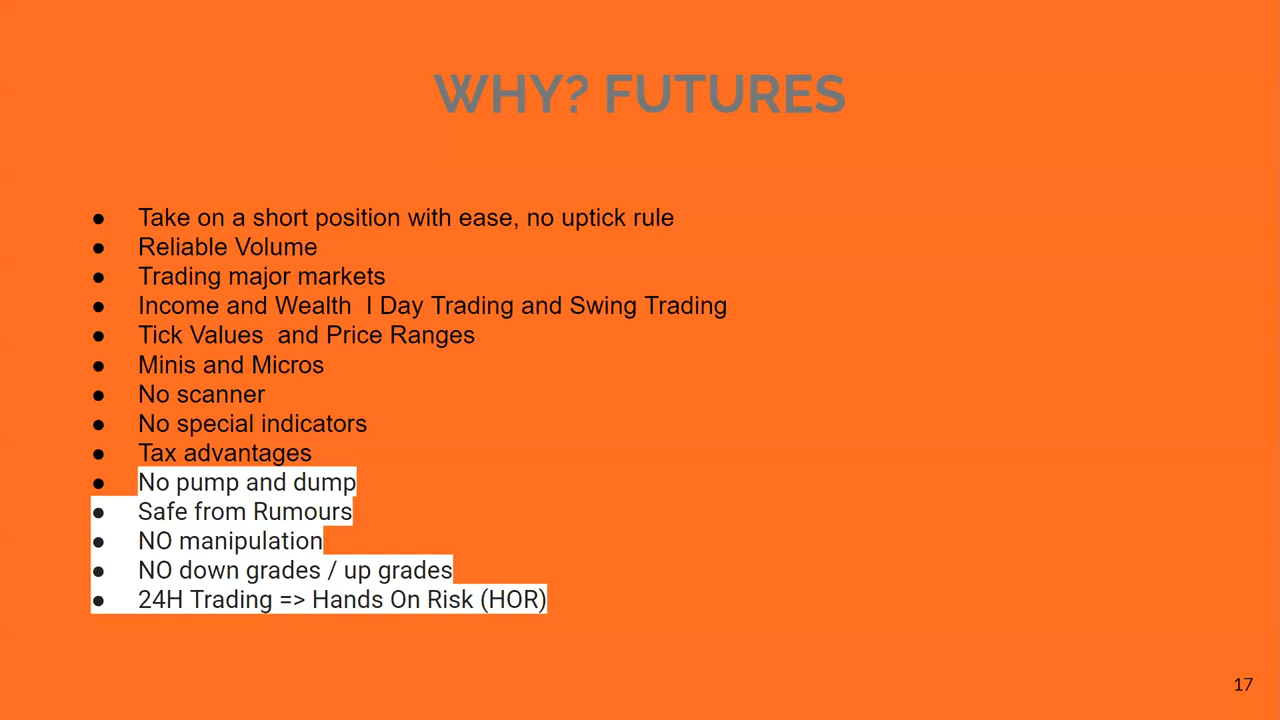 WHY? FUTURES
● Take on a short position with ease, no uptick rule
● Reliable Volume
● Trading major markets
● Income and Wealth I Day Trading and Swing Trading
● Tick Values and Price Ranges
● Minis and Micros
● No scanner
● No special indicators
● Tax advantages
● No pump and dump
● Safe from Rumours
● NO manipulation
● NO down grades / up grades
● 24H Trading => Hands On Risk (HOR)
17